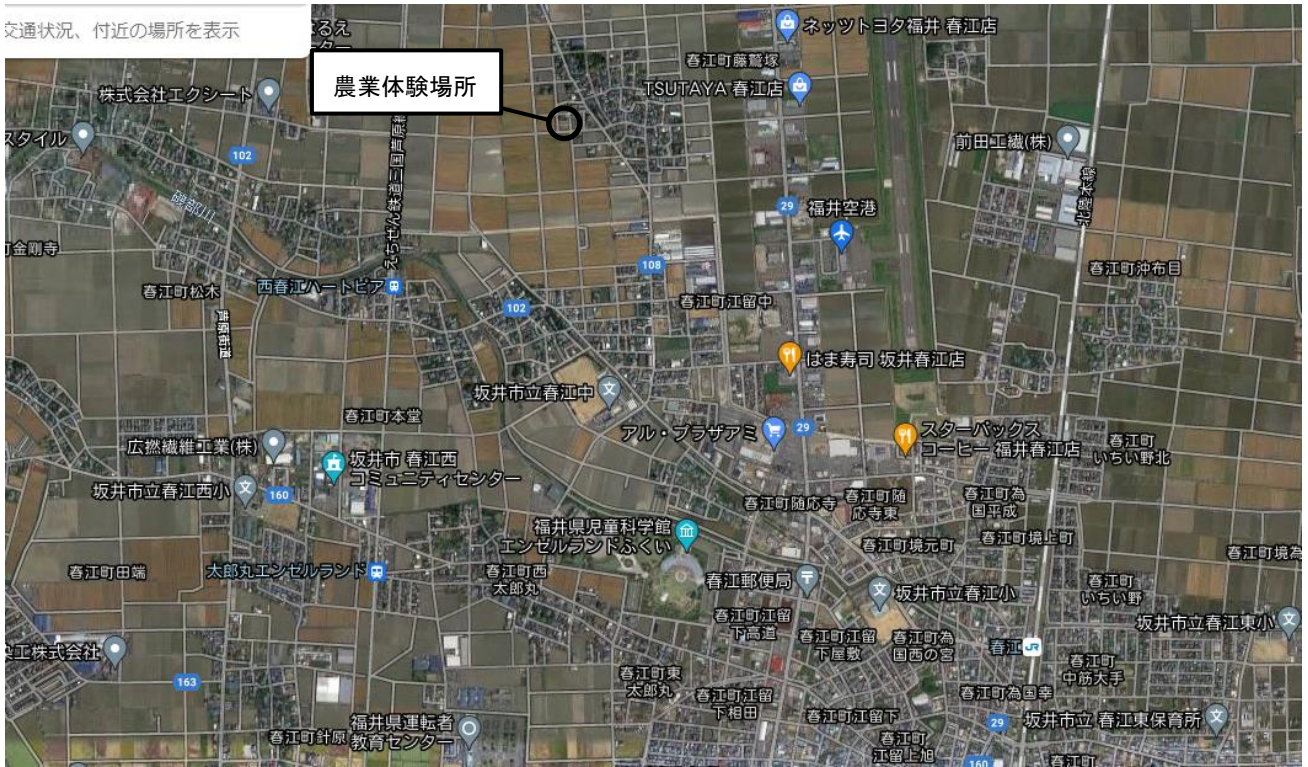 交通状況、付近の場所を表示
農業体験場所
ネッツトヨタ福井 春江店
春江町藤鷲塚
TSUTAYA 春江店
株式会社エクシート
スタイル
102
前田工繊(株)
磯部川
えちぜん鉄道三国芦原線
北陸本線
29
福井空港
町金剛寺
108
春江町沖布目
西春江ハートピア
春江町松木
102
春江町江留中
芦原街道
はま寿司 坂井春江店
坂井市立春江中
春江町本堂
アル・プラザアミ
29
スターバックス
コーヒー 福井春江店
春江町
いちい野北
広撚繊維工業(株)
坂井市 春江西
コミュニティセンター
坂井市立春江西小
160
春江町随応寺
春江町随
応寺東
春江町為
国平成
福井県児童科学館
エンゼルランドふくい
春江町境元町
春江町境上町
春江町境為
春江町田端
太郎丸エンゼルランド
春江町西
太郎丸
春江郵便局
坂井市立春江小
春江町
いちい野
春江町江留
下高道
坂井市立春江東小
春江町江留
下屋敷
春江町為
国西の宮
春江
JR
染工株式会社
春江町東
太郎丸
春江町
中筋大手
163
春江町江留
下相田
春江町為国幸
福井県運転者
教育センター
春江町針原
春江町江留下
29
坂井市立 春江東保育所
春江町
江留上旭
160
春江町